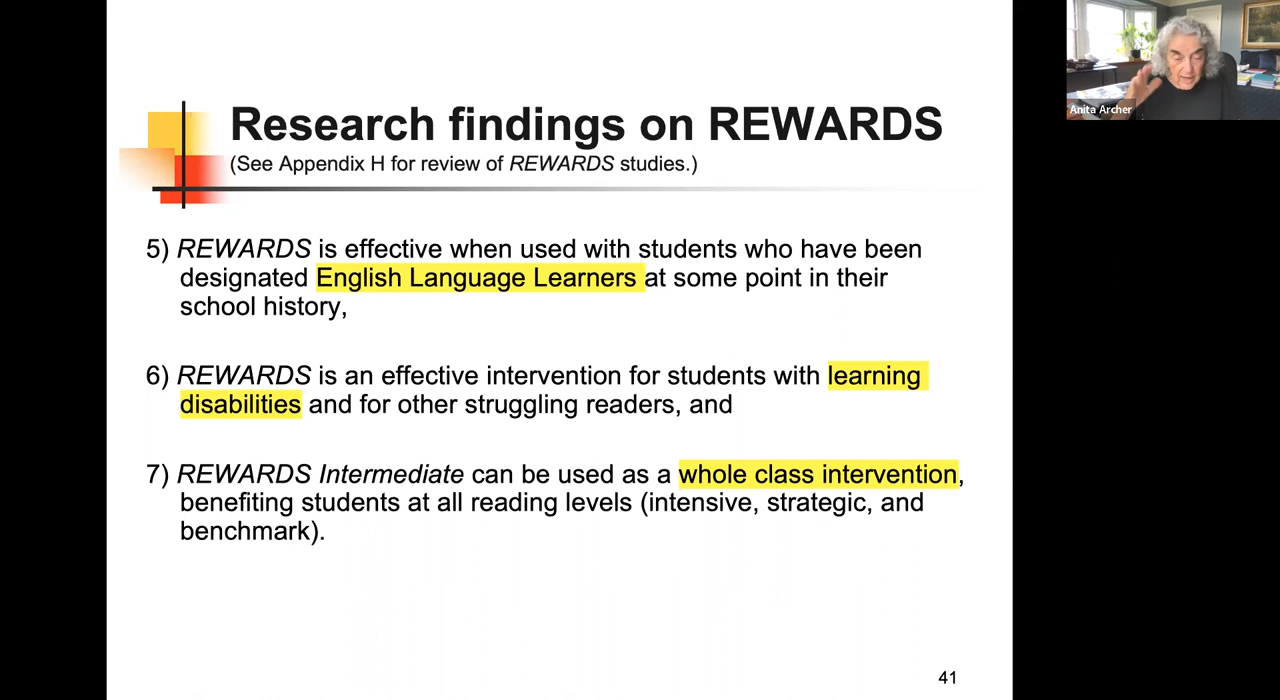 Research findings on REWARDS
(See Appendix H for review of REWARDS studies.)
5) REWARDS is effective when used with students who have been
designated English Language Learners at some point in their
school history,
6) REWARDS is an effective intervention for students with learning
disabilities and for other struggling readers, and
7) REWARDS Intermediate can be used as a whole class intervention,
benefiting students at all reading levels (intensive, strategic, and
benchmark).
41
Anita Archer